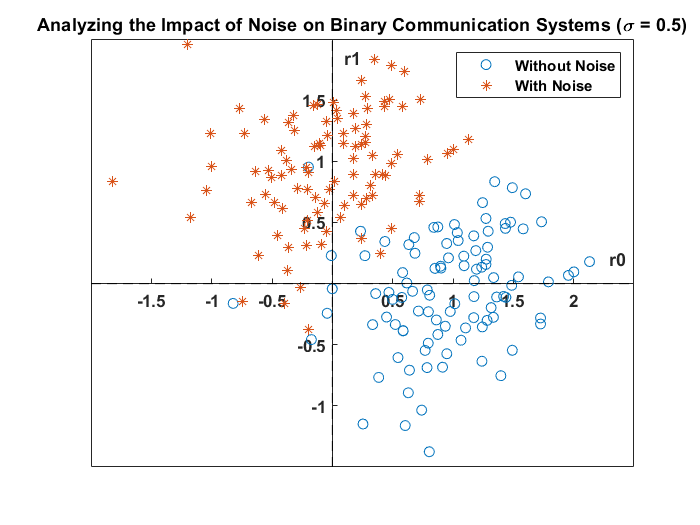 Analyzing the Impact of Noise on Binary Communication Systems (σ = 0.5)
r1
Without Noise
With Noise
1.5
1
0.5
r0
-1.5 -1 -0.5 0.5 1 1.5 2
-0.5
-1